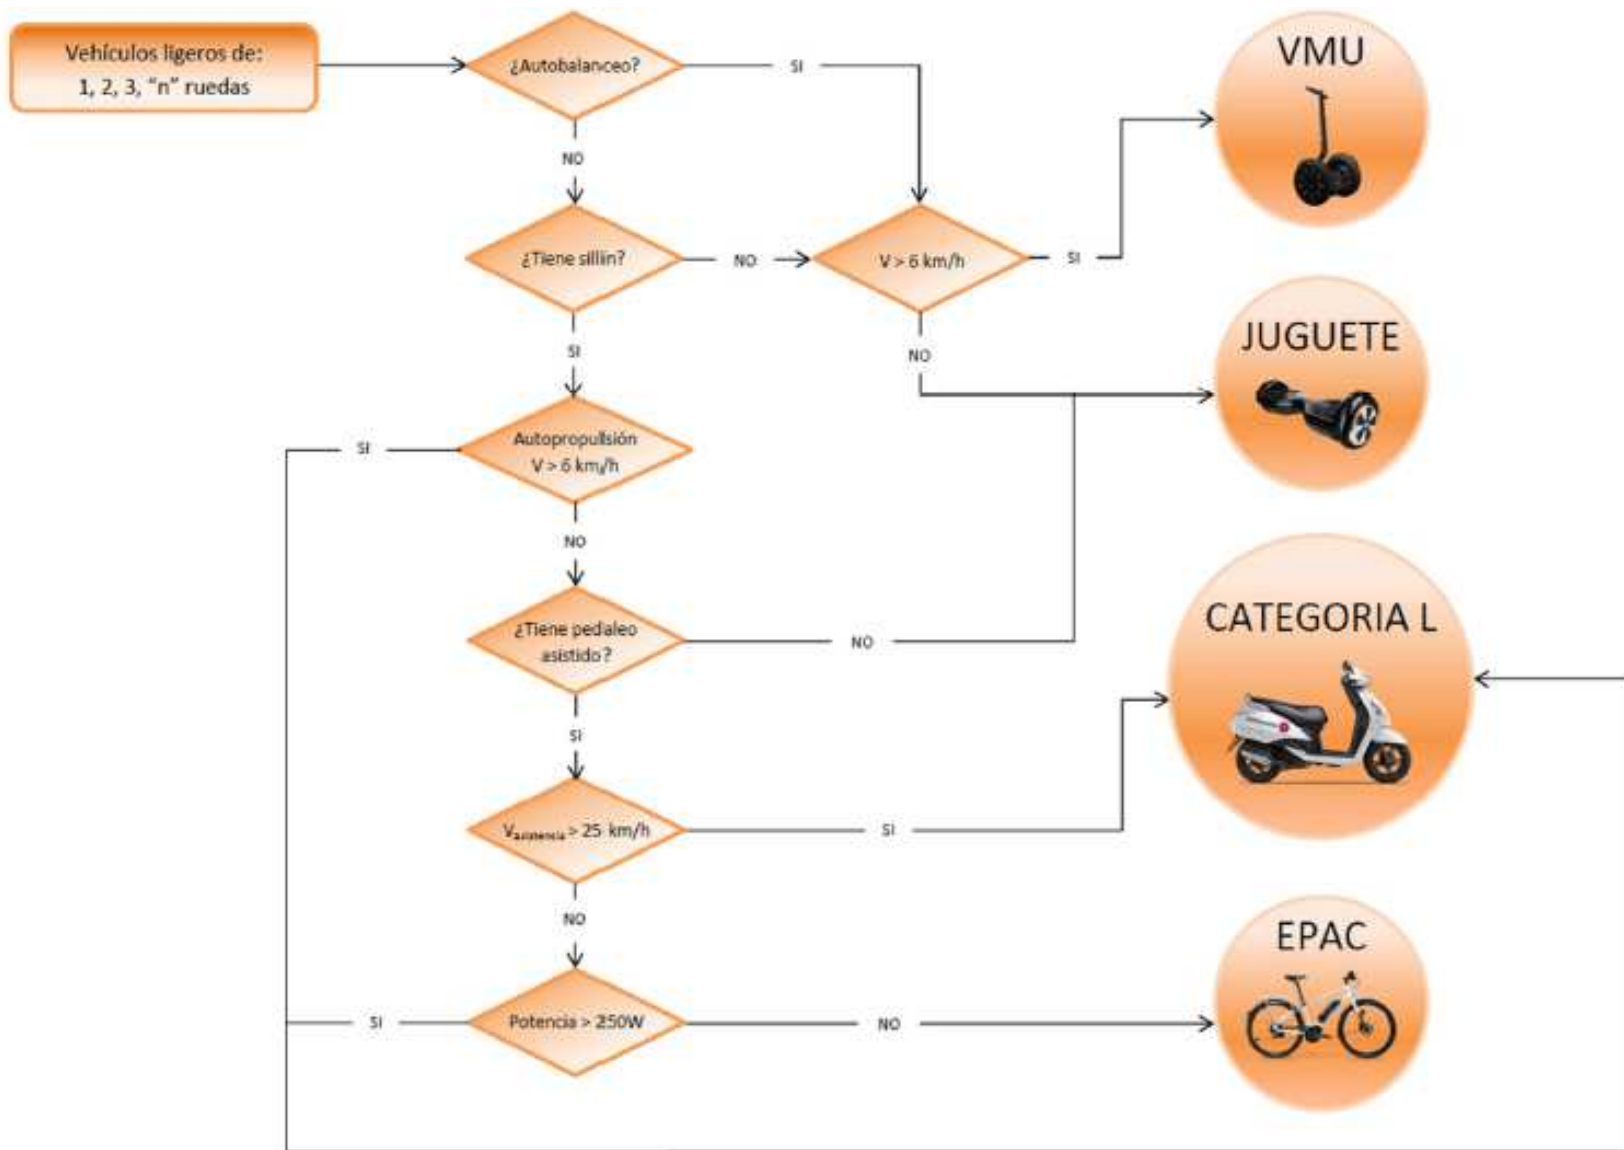 Vehículos ligeros de:
1, 2, 3, "n" ruedas
¿Autobalanceo?
SI
VMU
NO
¿Tiene sillín?
NO
V > 6 km/h
SI
SI
NO
JUGUETE
Autopropulsión
V > 6 km/h
SI
NO
¿Tiene pedaleo
asistido?
NO
CATEGORIA L
SI
Vasistencia > 25 km/h
SI
NO
EPAC
Potencia > 250W
SI
NO